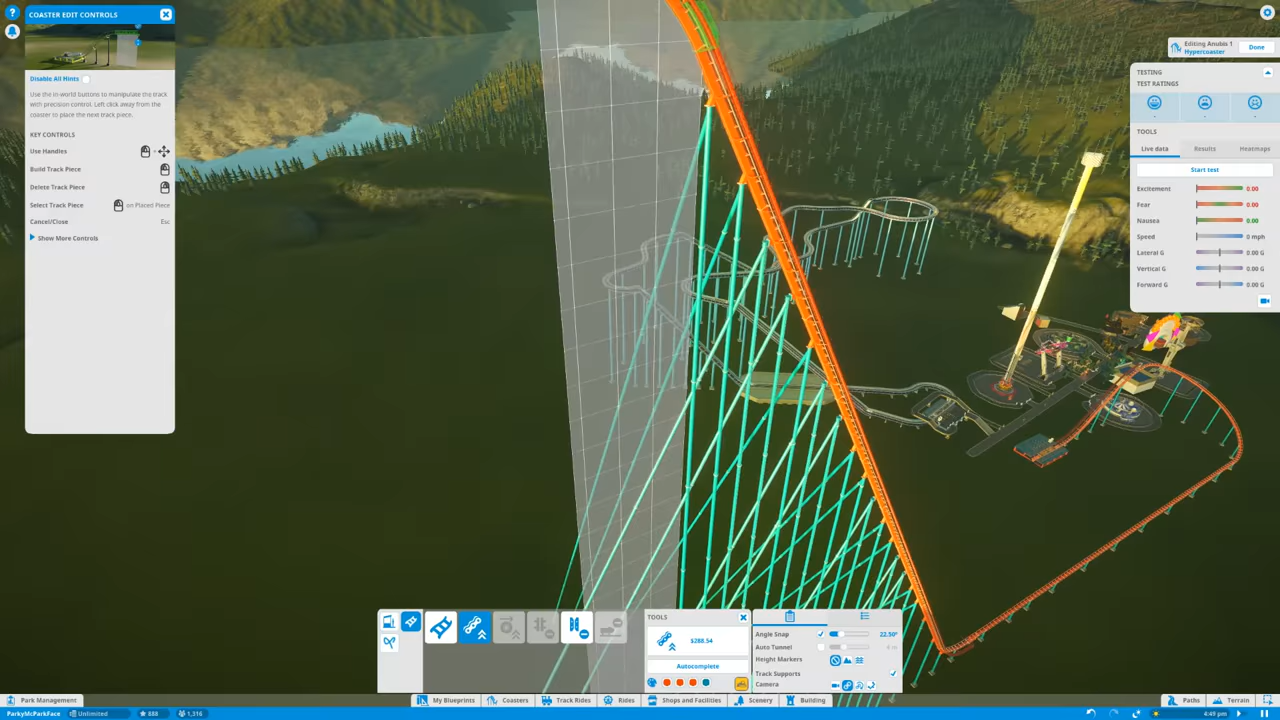 COASTER EDIT CONTROLS
Disable All Hints
Use the in-world buttons to manipulate the track
with precision control. Left click away from the
coaster to place the next track piece.
KEY CONTROLS
Use Handles
Build Track Piece
Delete Track Piece
Select Track Piece on Placed Piece
Cancel/Close Esc
Show More Controls
Editing Anubis 1
Hypercoaster
Done
TESTING
TEST RATINGS
- - -
TOOLS
Live data Results Heatmaps
Start test
Excitement 0.00
Fear 0.00
Nausea 0.00
Speed 0 mph
Lateral G 0.00 G
Vertical G 0.00 G
Forward G 0.00 G
TOOLS
$288.54
Autocomplete
Angle Snap 22.50°
Auto Tunnel 4 m
Height Markers
Track Supports
Camera
Park Management My Blueprints Coasters Track Rides Rides Shops and Facilities Scenery Building Paths Terrain
ParkyMcParkFace Unlimited 888 1,316 4:49 pm